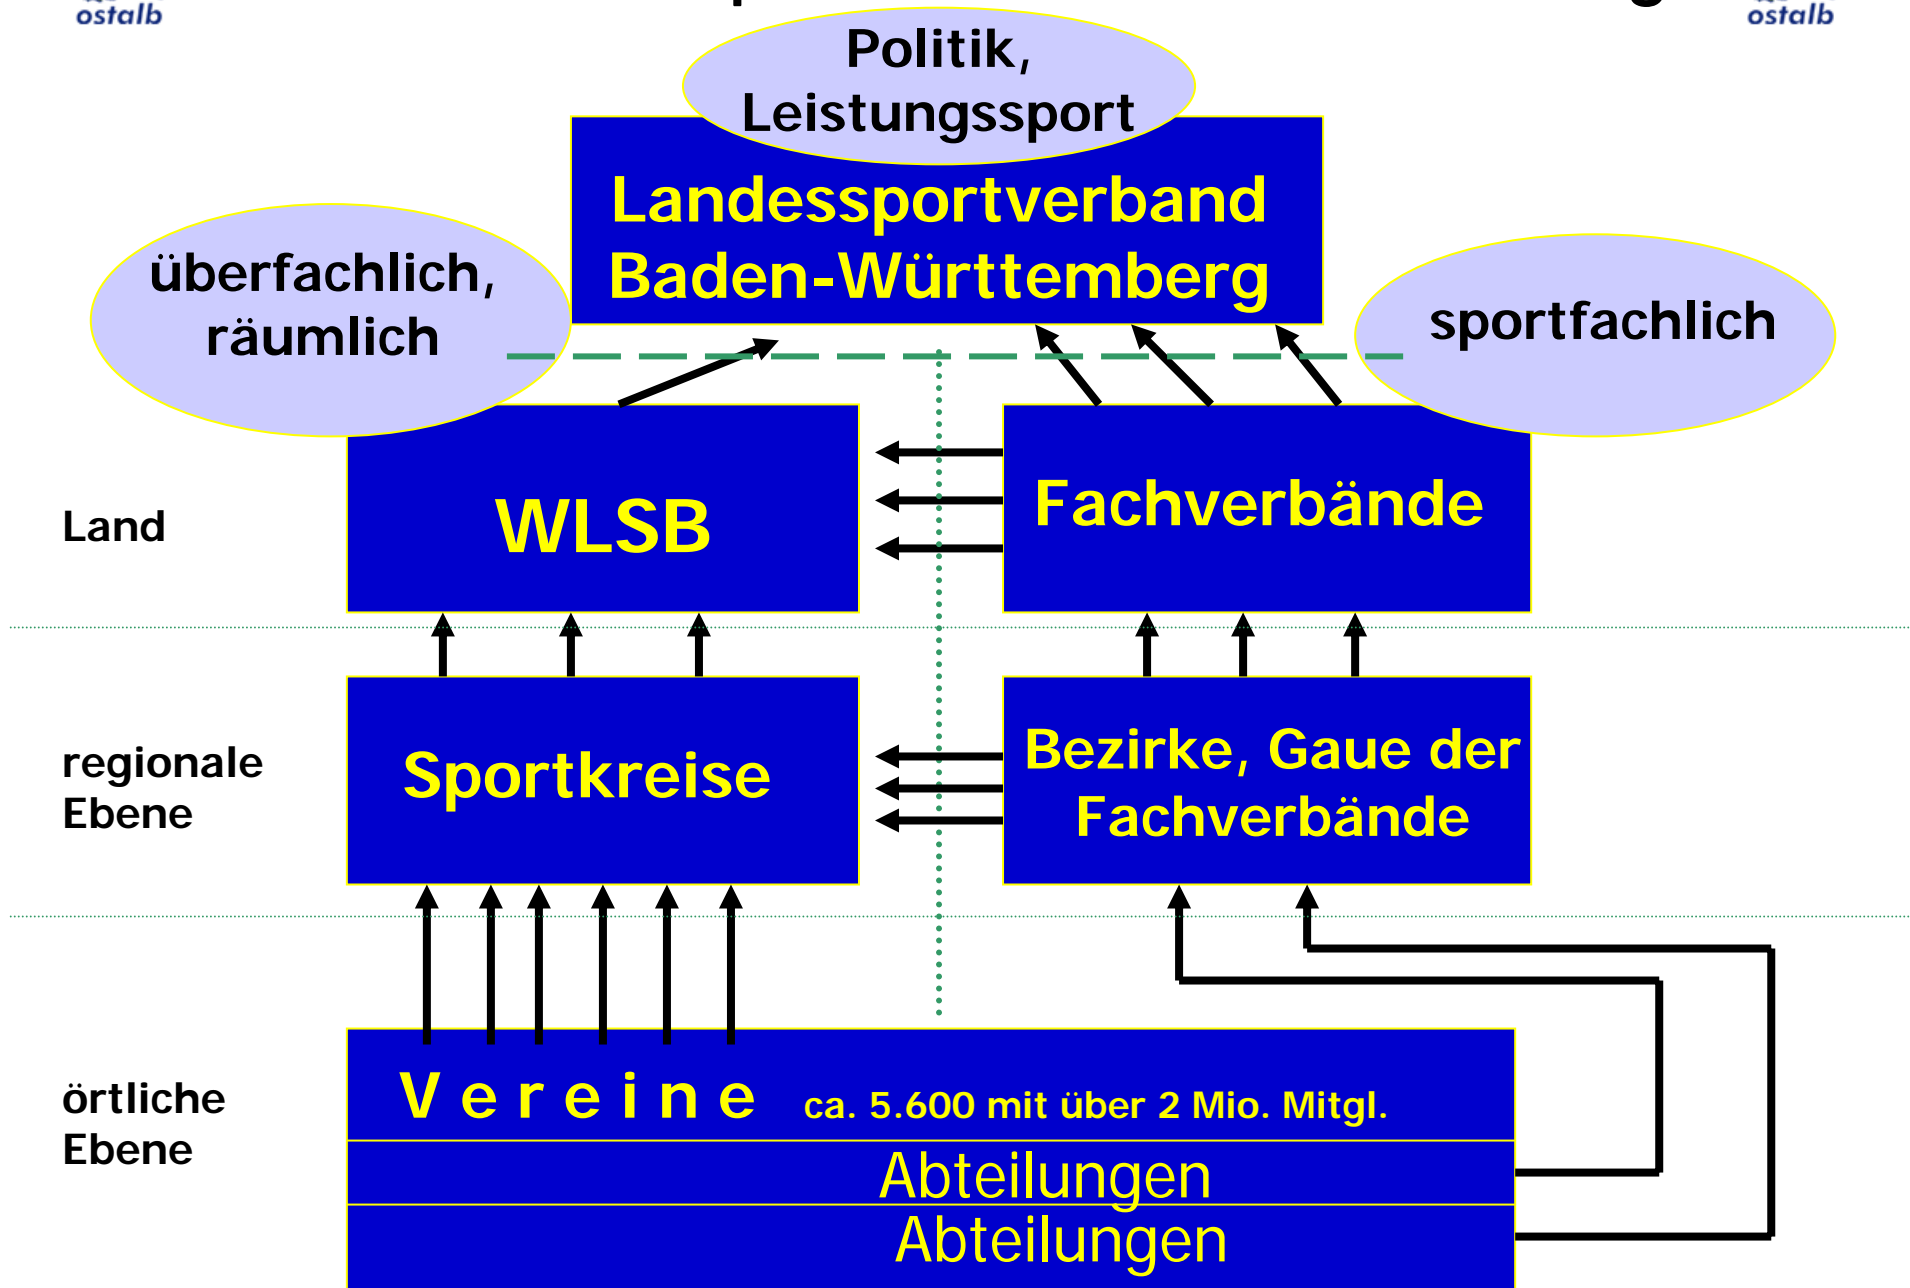 ostalb
ostalb
Politik,
Leistungssport
Landessportverband
Baden-Württemberg
überfachlich,
räumlich
sportfachlich
Land
WLSB
Fachverbände
regionale
Ebene
Sportkreise
Bezirke, Gaue der
Fachverbände
örtliche
Ebene
Vereine ca. 5.600 mit über 2 Mio. Mitgl.
Abteilungen
Abteilungen